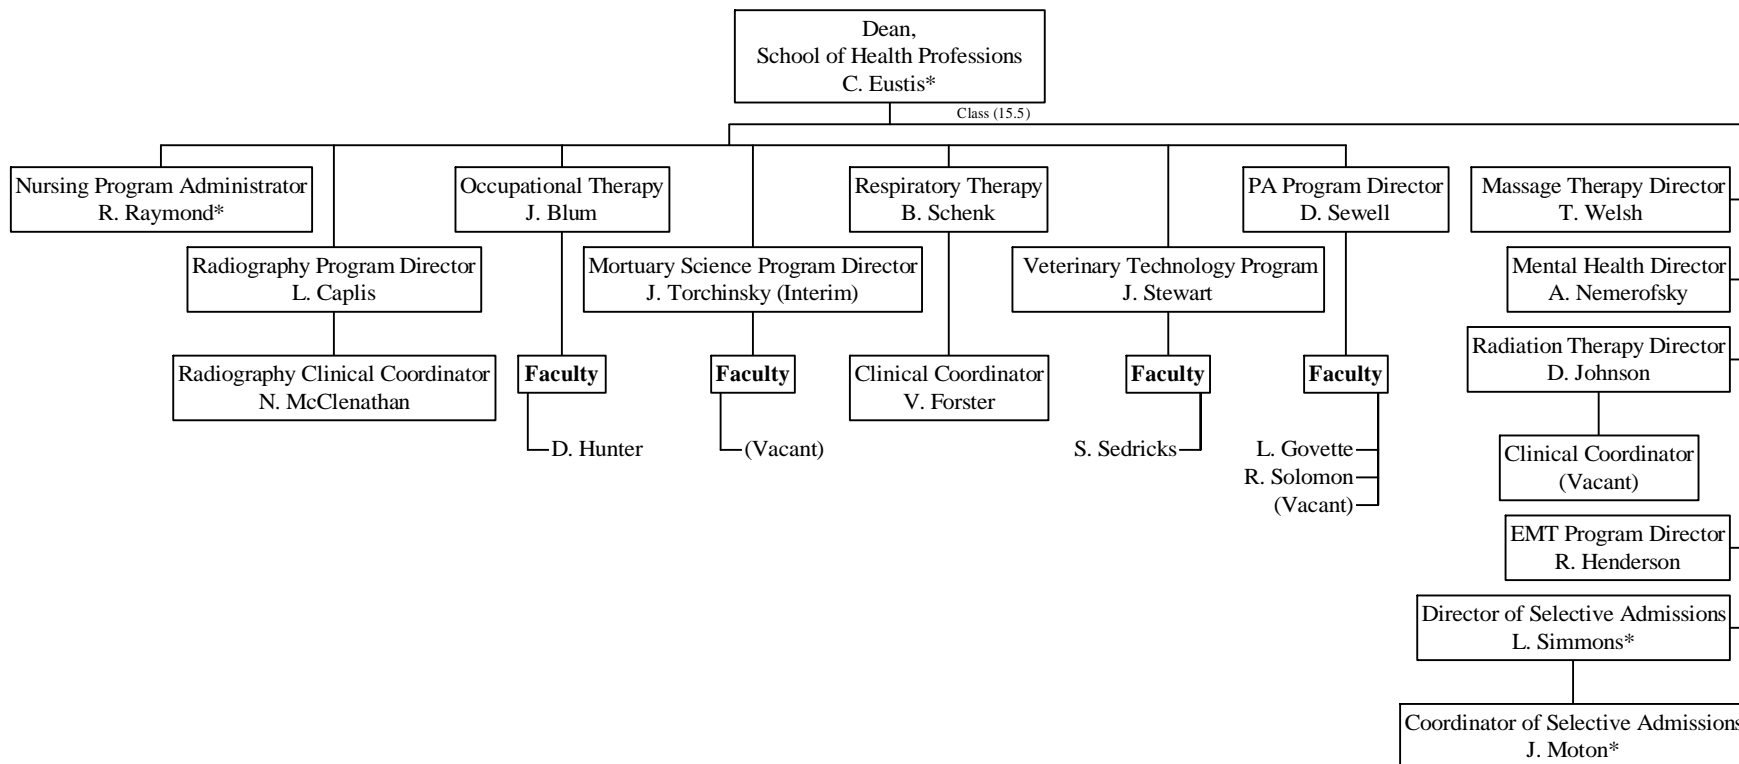 Dean,
School of Health Professions
C. Eustis*
Class (15.5)
Nursing Program Administrator
R. Raymond*
Occupational Therapy
J. Blum
Respiratory Therapy
B. Schenk
PA Program Director
D. Sewell
Massage Therapy Director
T. Welsh
Radiography Program Director
L. Caplis
Mortuary Science Program Director
J. Torchinsky (Interim)
Veterinary Technology Program
J. Stewart
Mental Health Director
A. Nemerofsky
Radiation Therapy Director
D. Johnson
Radiography Clinical Coordinator
N. McClenathan
Faculty
D. Hunter
Faculty
(Vacant)
Clinical Coordinator
V. Forster
Faculty
S. Sedricks
Faculty
L. Govette
R. Solomon
(Vacant)
Clinical Coordinator
(Vacant)
EMT Program Director
R. Henderson
Director of Selective Admissions
L. Simmons*
Coordinator of Selective Admissions
J. Moton*